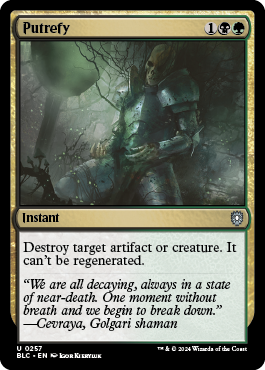 Putrefy 1
Instant
Destroy target artifact or creature. It
can’t be regenerated.
“We are all decaying, always in a state
of near-death. One moment without
breath and we begin to break down.”
—Cevraya, Golgari shaman
U 0257
BLC • EN Igor Kieryluk
™ & © 2024 Wizards of the Coast